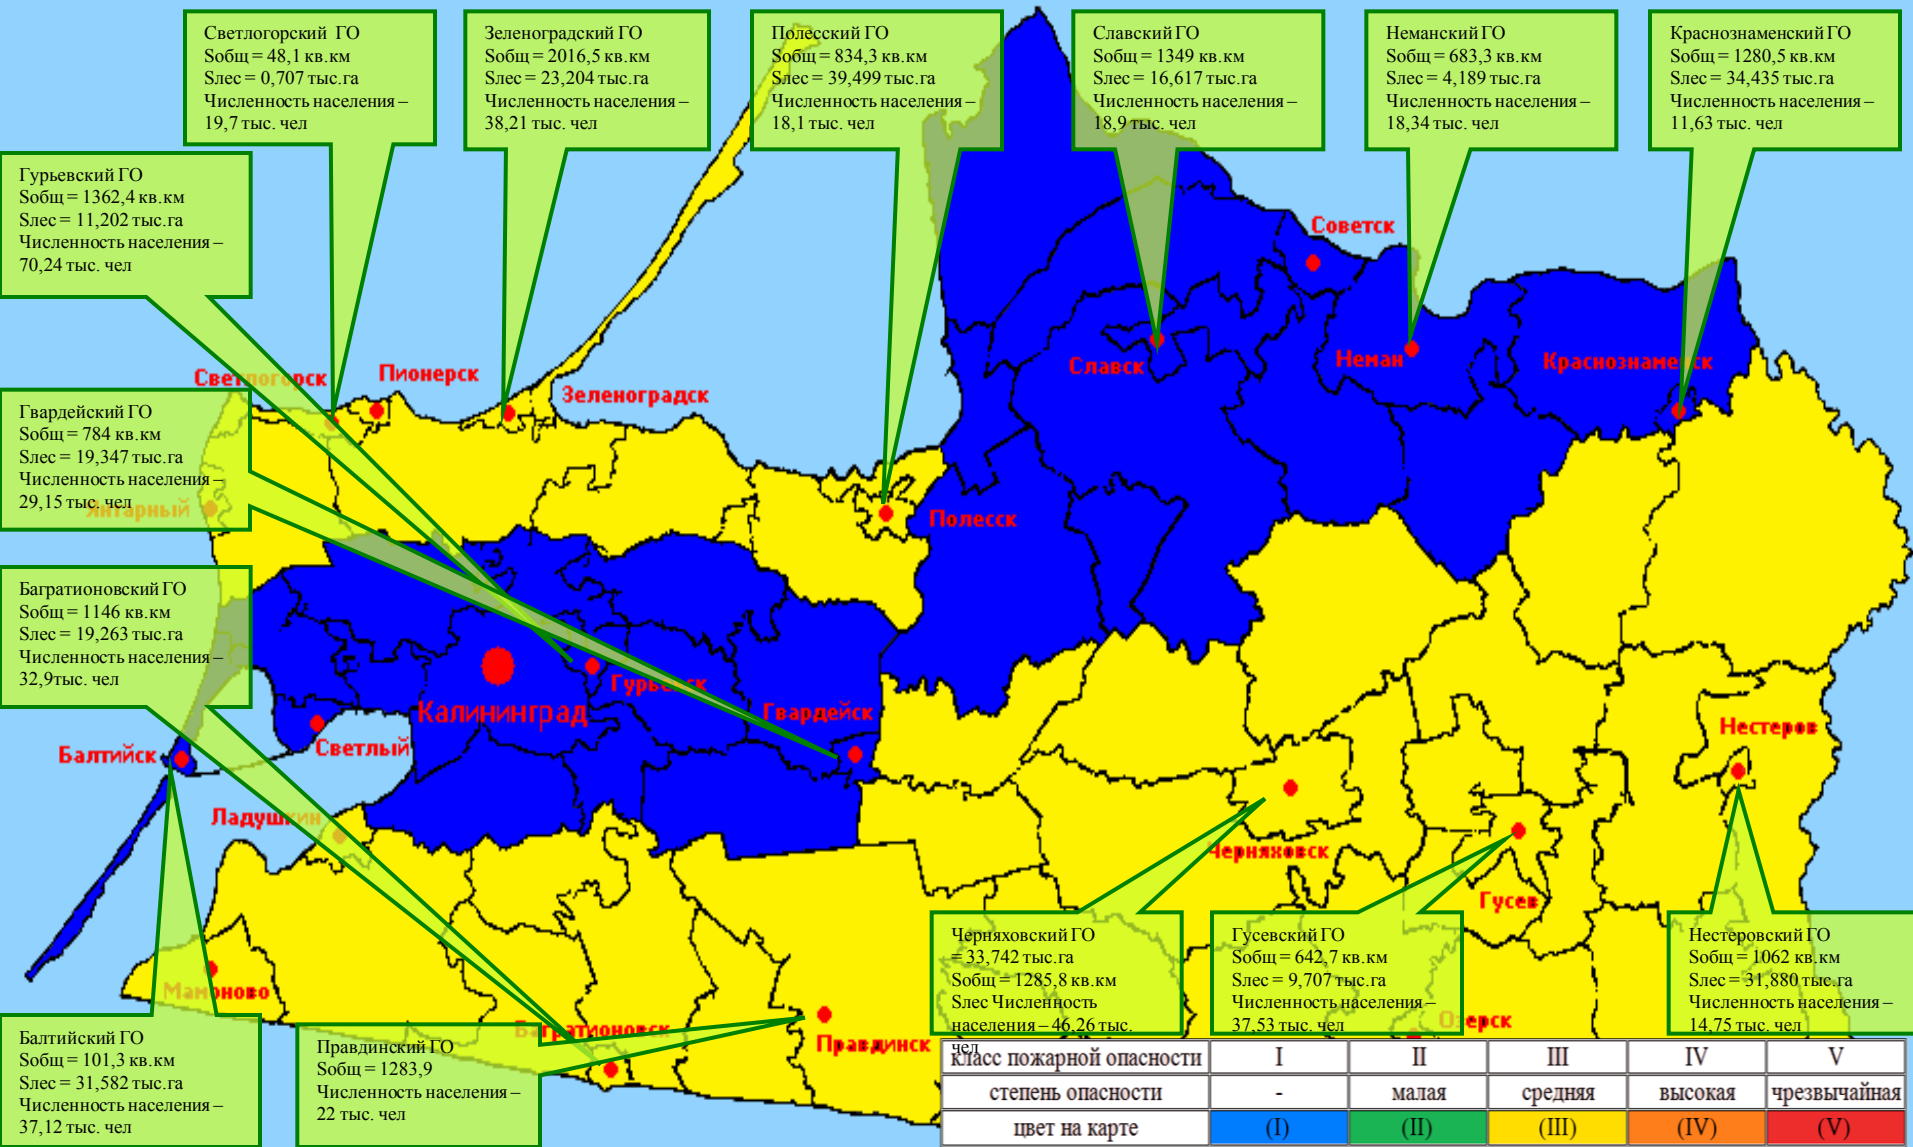 Светлогорский ГО
Sобщ = 48,1 кв.км
Sлес = 0,707 тыс.га
Численность населения –
19,7 тыс. чел
Зеленоградский ГО
Sобщ = 2016,5 кв.км
Sлес = 23,204 тыс.га
Численность населения –
38,21 тыс. чел
Полесский ГО
Sобщ = 834,3 кв.км
Sлес = 39,499 тыс.га
Численность населения –
18,1 тыс. чел
Славский ГО
Sобщ = 1349 кв.км
Sлес = 16,617 тыс.га
Численность населения –
18,9 тыс. чел
Неманский ГО
Sобщ = 683,3 кв.км
Sлес = 4,189 тыс.га
Численность населения –
18,34 тыс. чел
Краснознаменский ГО
Sобщ = 1280,5 кв.км
Sлес = 34,435 тыс.га
Численность населения –
11,63 тыс. чел
Гурьевский ГО
Sобщ = 1362,4 кв.км
Sлес = 11,202 тыс.га
Численность населения –
70,24 тыс. чел
Советск
Славск
Неман
Краснознаменск
Светлогорск
Пионерск
Зеленоградск
Гвардейский ГО
Sобщ = 784 кв.км
Sлес = 19,347 тыс.га
Численность населения –
29,15 тыс. чел
Янтарный
Полесск
Багратионовский ГО
Sобщ = 1146 кв.км
Sлес = 19,263 тыс.га
Численность населения –
32,9тыс. чел
Гурьевск
Калининград
Гвардейск
Светлый
Балтийск
Нестеров
Ладушкин
Черняховск
Гусев
Мамоново
Багратионовск
Правдинск
Озерск
Черняховский ГО
= 33,742 тыс.га
Sобщ = 1285,8 кв.км
Sлес Численность
населения – 46,26 тыс.
чел
Гусевский ГО
Sобщ = 642,7 кв.км
Sлес = 9,707 тыс.га
Численность населения –
37,53 тыс. чел
Нестеровский ГО
Sобщ = 1062 кв.км
Sлес = 31,880 тыс.га
Численность населения –
14,75 тыс. чел
Балтийский ГО
Sобщ = 101,3 кв.км
Sлес = 31,582 тыс.га
Численность населения –
37,12 тыс. чел
Правдинский ГО
Sобщ = 1283,9
Численность населения –
22 тыс. чел
класс пожарной опасности I II III IV V
степень опасности - малая средняя высокая чрезвычайная
цвет на карте (I) (II) (III) (IV) (V)